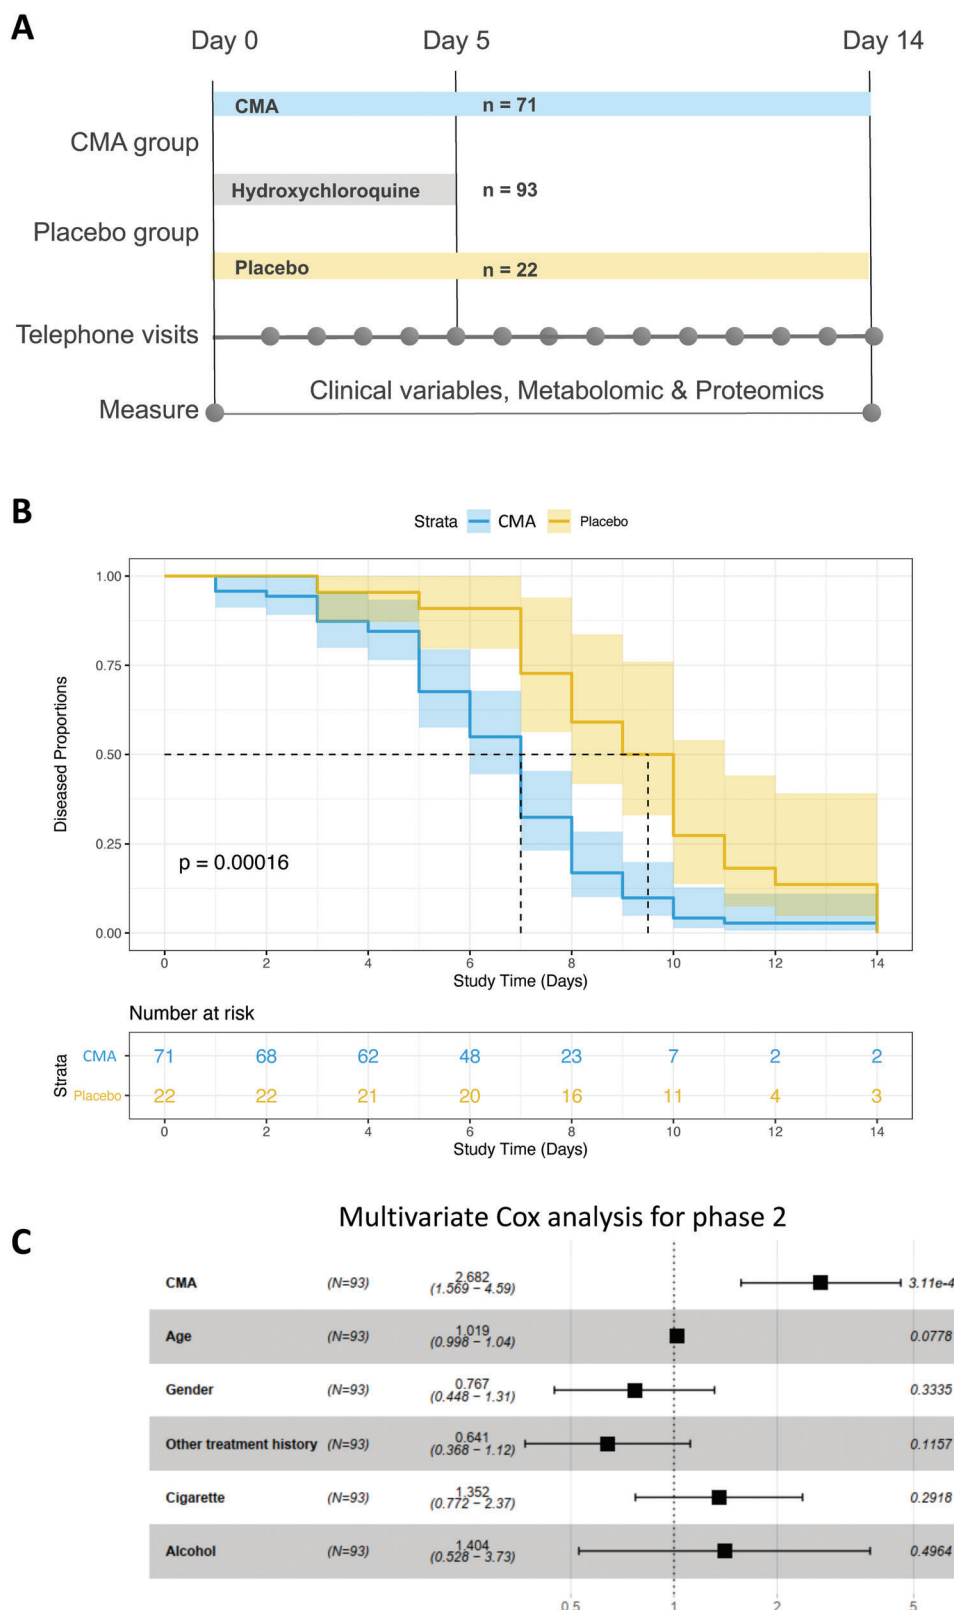 A
Day 0 Day 5 Day 14
CMA n = 71
CMA group
Hydroxychloroquine n = 93
Placebo group
Placebo n = 22
Telephone visits
Clinical variables, Metabolomic & Proteomics
Measure
B
Strata CMA Placebo
1.00
0.75
0.50
0.25
0.00
Diseased Proportions
p = 0.00016
0 2 4 6 8 10 12 14
Study Time (Days)
Number at risk
Strata
CMA 71 68 62 48 23 7 2 2
Placebo 22 22 21 20 16 11 4 3
0 2 4 6 8 10 12 14
Study Time (Days)
Multivariate Cox analysis for phase 2
C
CMA (N=93) 2.682 (1.569 – 4.59) 3.11e-4
Age (N=93) 1.019 (0.998 – 1.04) 0.0778
Gender (N=93) 0.767 (0.448 – 1.31) 0.3335
Other treatment history (N=93) 0.641 (0.368 – 1.12) 0.1157
Cigarette (N=93) 1.352 (0.772 – 2.37) 0.2918
Alcohol (N=93) 1.404 (0.528 – 3.73) 0.4964
0.5 1 2 5